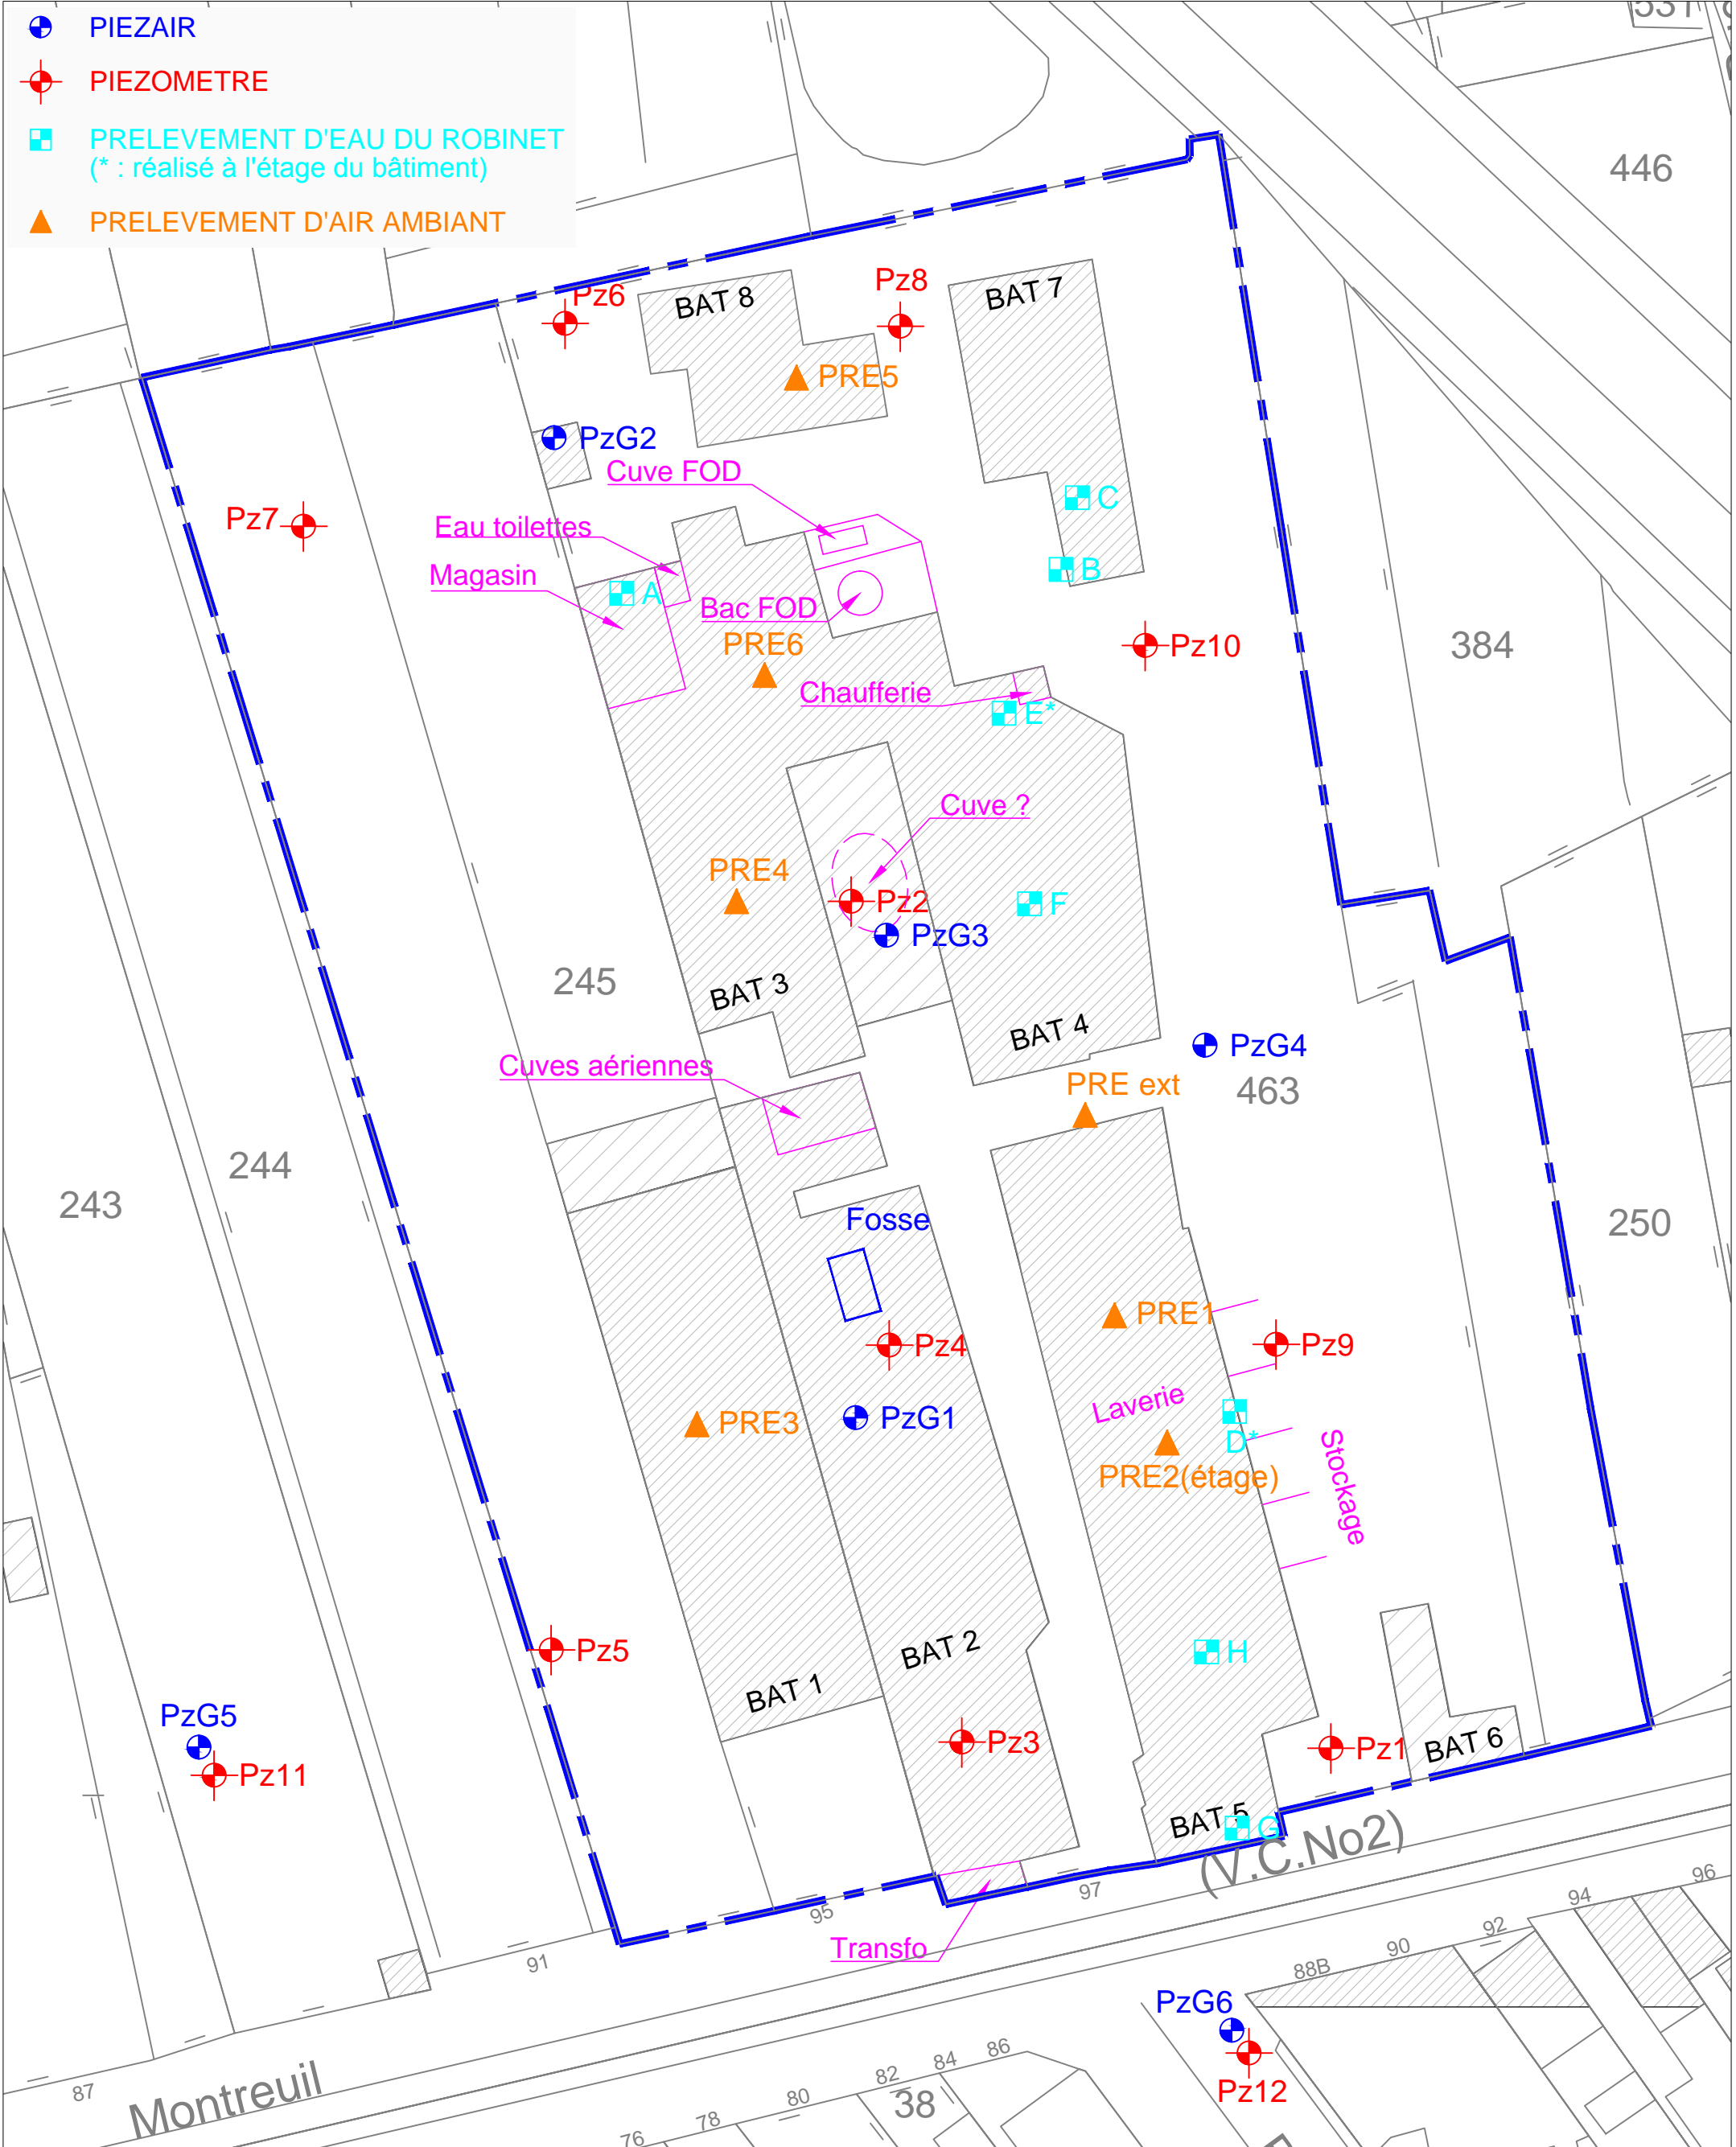 PIEZAIR
PIEZOMETRE
PRELEVEMENT D'EAU DU ROBINET
(* : réalisé à l'étage du bâtiment)
PRELEVEMENT D'AIR AMBIANT
531
446
Pz6
BAT 8
Pz8
BAT 7
PRE5
PzG2
Cuve FOD
C
Pz7
Eau toilettes
Magasin
A
B
Bac FOD
PRE6
Pz10
384
Chaufferie
E*
Cuve ?
PRE4
Pz2
F
PzG3
245
BAT 3
BAT 4
PzG4
Cuves aériennes
PRE ext
463
244
243
250
Fosse
PRE1
Pz4
Pz9
Laverie
PRE3
PzG1
D*
PRE2(étage)
Stockage
BAT 2
H
Pz5
BAT 1
PzG5
Pz3
Pz1
BAT 6
Pz11
BAT 5
G
(V.C.No2)
97
95
96
94
92
90
88B
91
Transfo
PzG6
Pz12
86
84
82
38
80
78
76
87
Montreuil